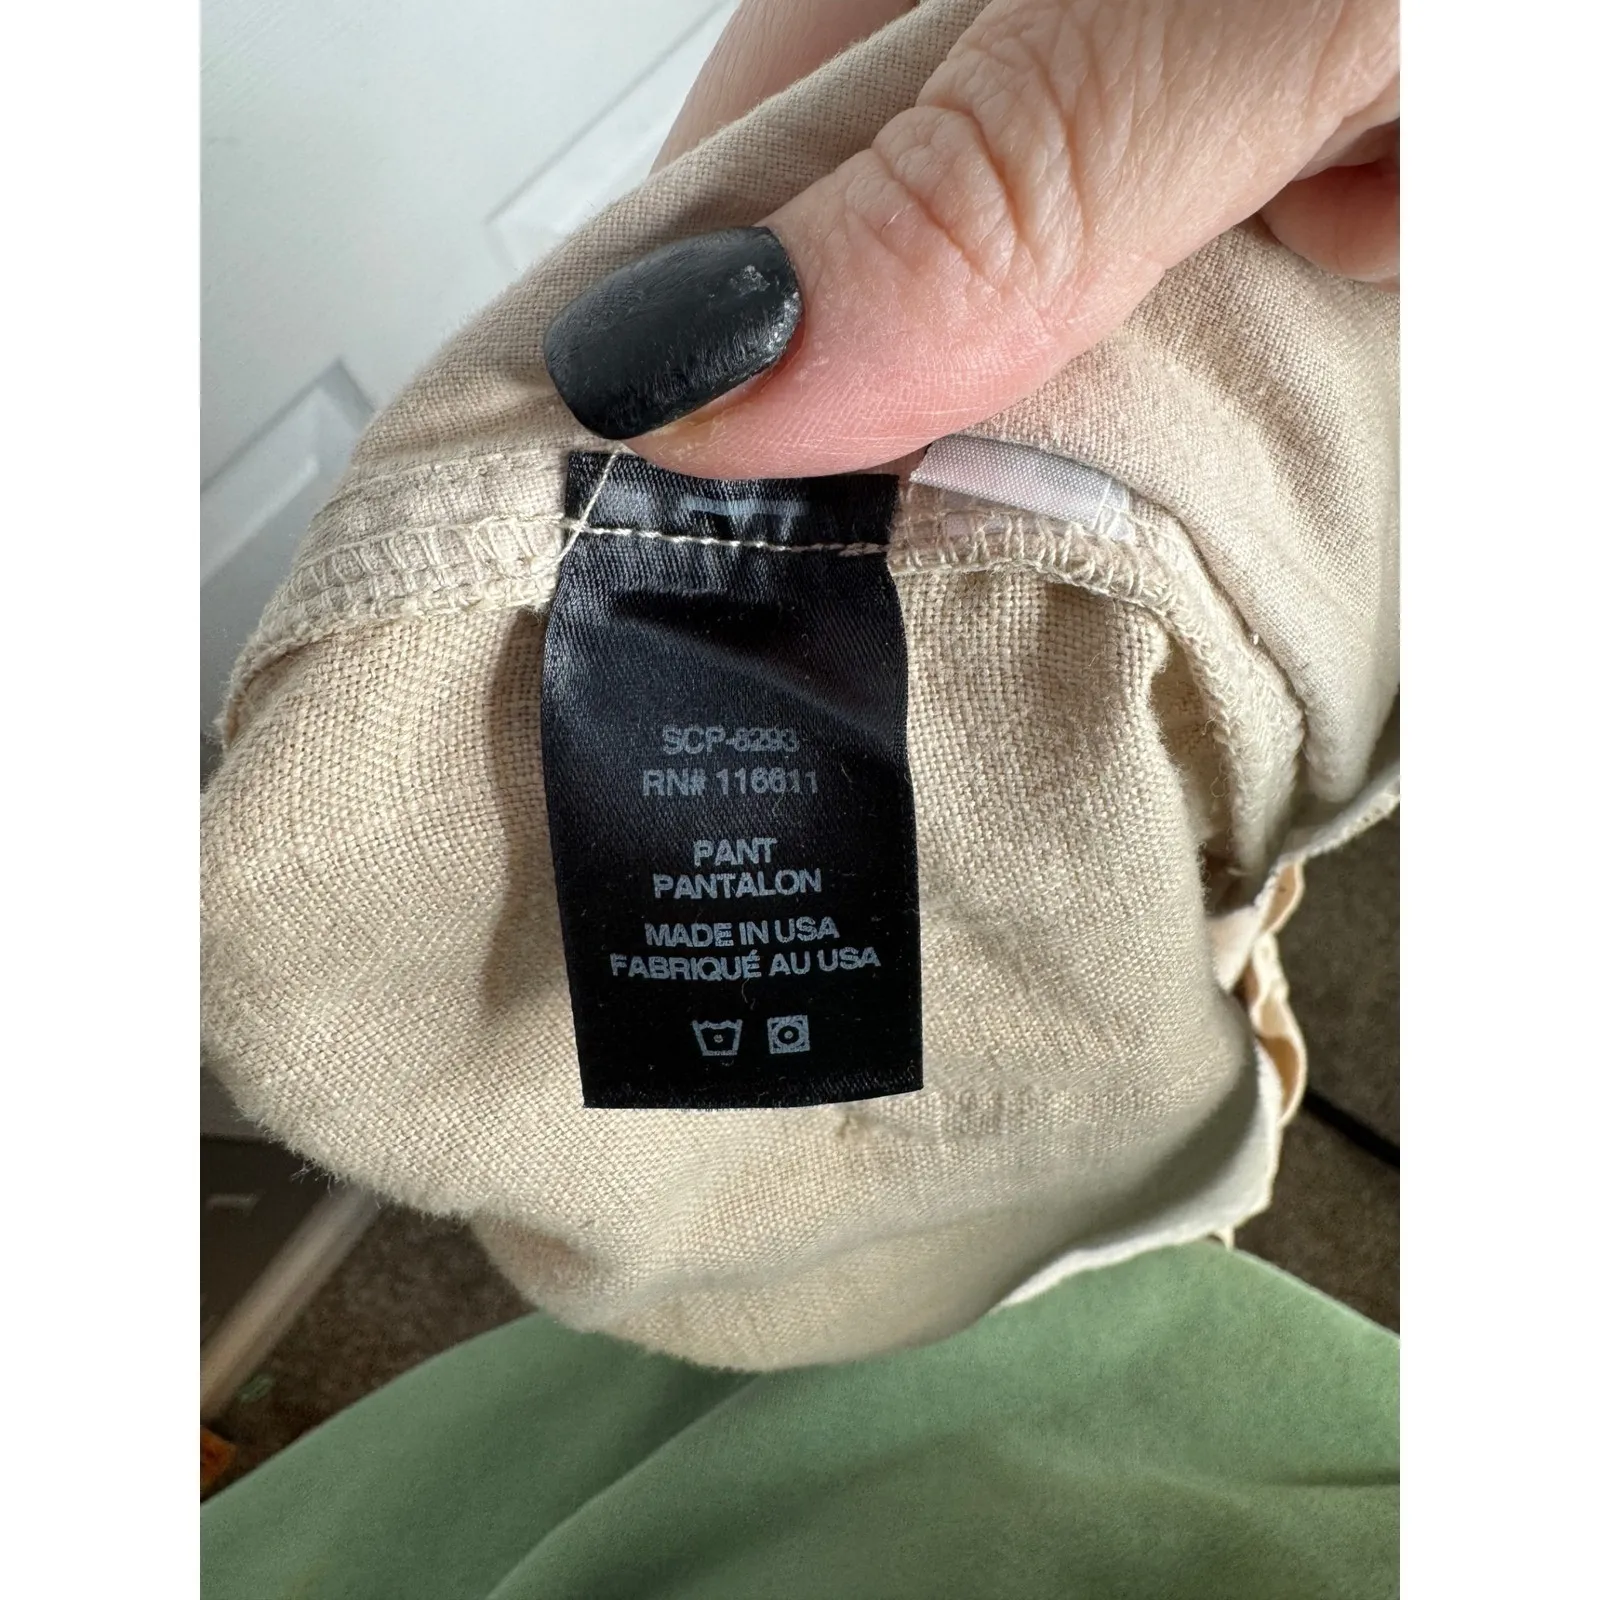 SCP-8293
RN# 116611
PANT
PANTALON
MADE IN USA
FABRIQUÉ AU USA